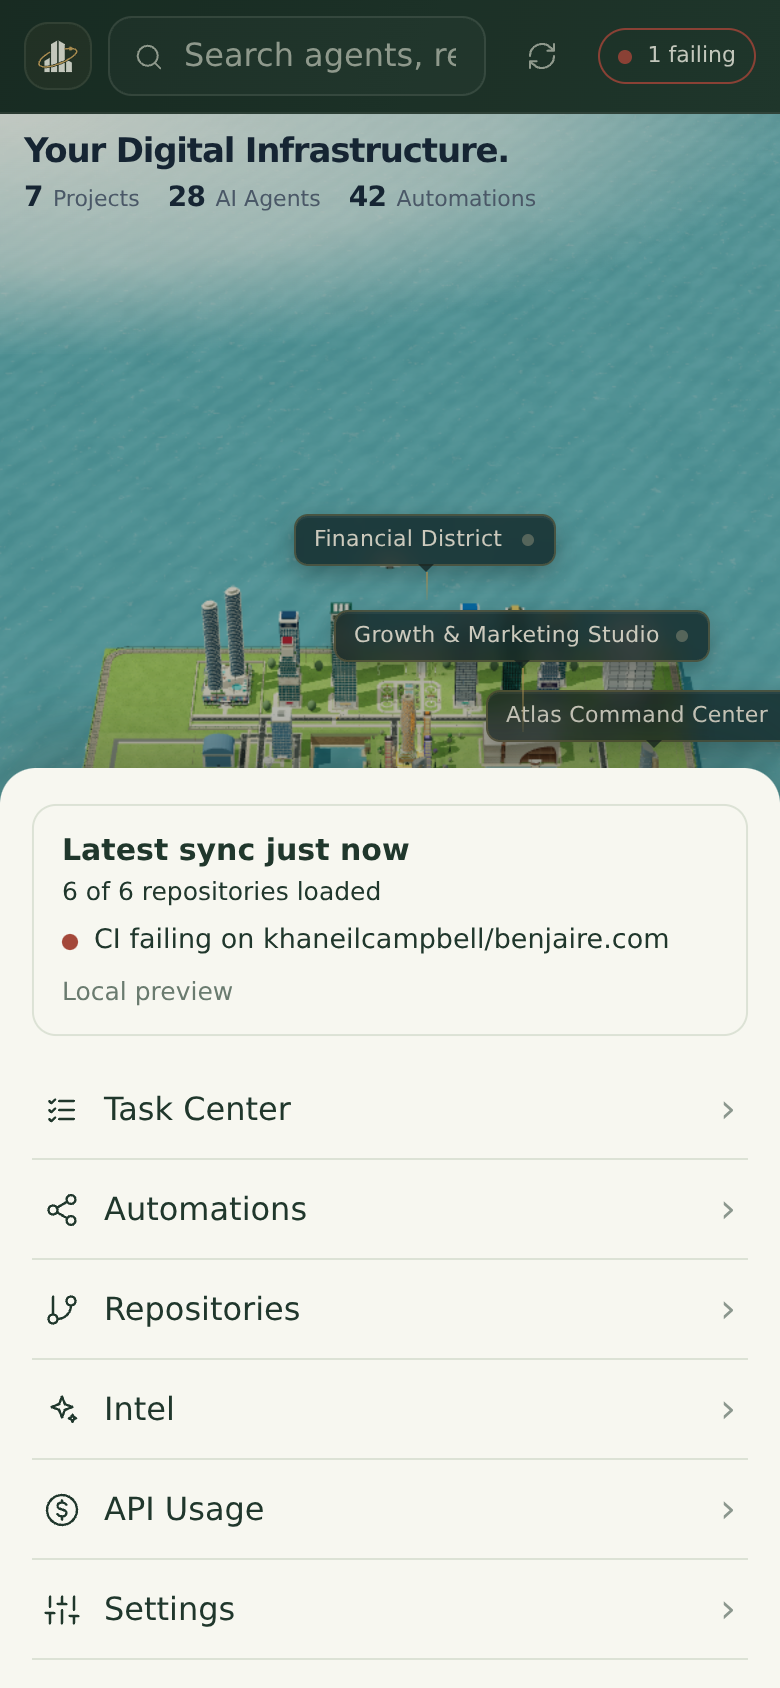 Search agents, re
1 failing
Your Digital Infrastructure.
7 Projects 28 AI Agents 42 Automations
Financial District
Growth & Marketing Studio
Atlas Command Center
Latest sync just now
6 of 6 repositories loaded
CI failing on khaneilcampbell/benjaire.com
Local preview
Task Center
Automations
Repositories
Intel
API Usage
Settings